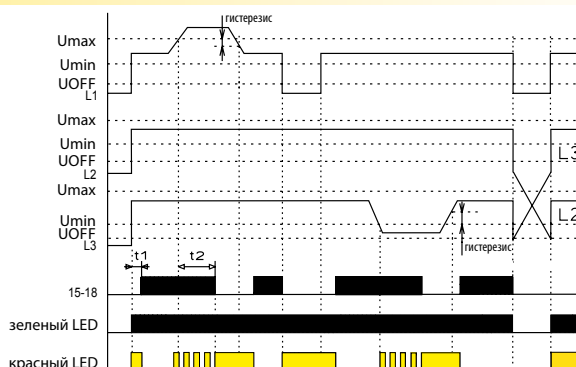 гистерезис
Umax
Umin
UOFF
L1
Umax
Umin
UOFF
L2
L3
Umax
Umin
UOFF
L3
L2
гистерезис
t1 t2
15-18
зеленый LED
красный LED